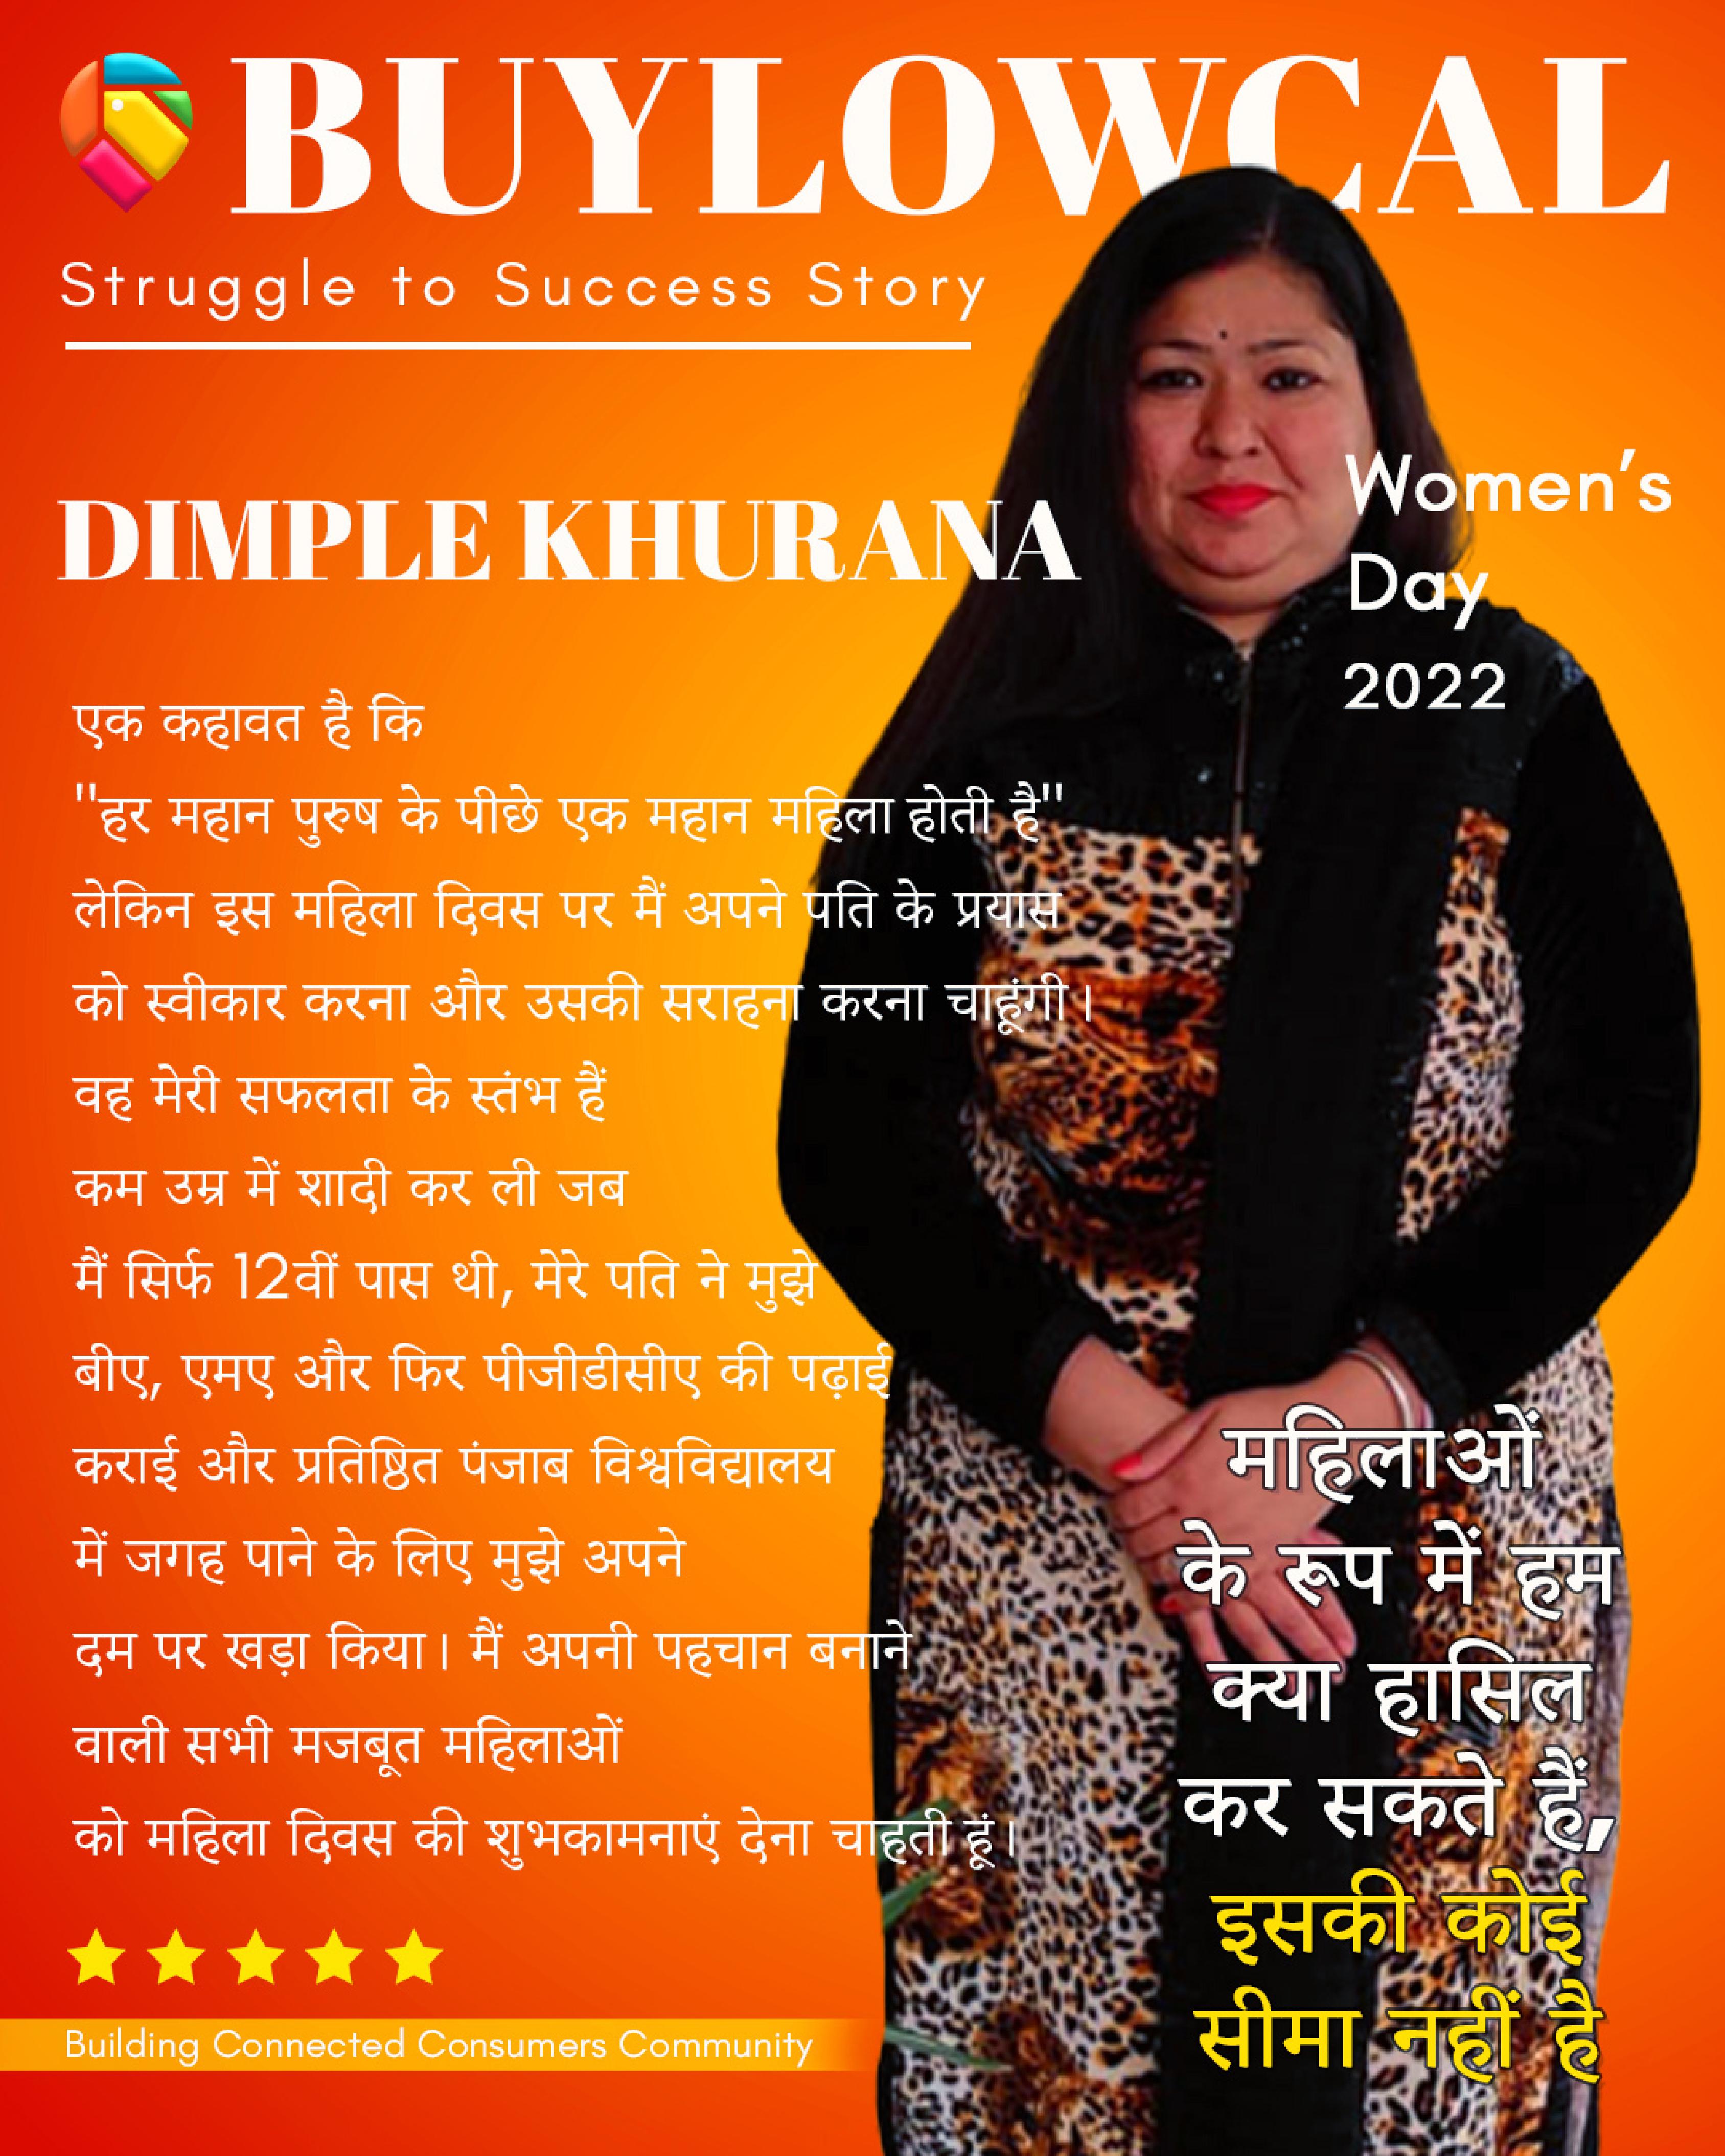 BUYLOWCAL
Struggle to Success Story
DIMPLE KHURANA
Women's
Day
2022
एक कहावत है कि
"हर महान पुरुष के पीछे एक महान महिला होती है"
लेकिन इस महिला दिवस पर मैं अपने पति के प्रयास
को स्वीकार करना और उसकी सराहना करना चाहूंगी।
वह मेरी सफलता के स्तंभ हैं
कम उम्र में शादी कर ली जब
मैं सिर्फ 12वीं पास थी, मेरे पति ने मुझे
बीए, एमए और फिर पीजीडीसीए की पढ़ाई
कराई और प्रतिष्ठित पंजाब विश्वविद्यालय
में जगह पाने के लिए मुझे अपने
दम पर खड़ा किया। मैं अपनी पहचान बनाने
वाली सभी मजबूत महिलाओं
को महिला दिवस की शुभकामनाएं देना चाहती हूं।
महिलाओं
के रूप में हम
क्या हासिल
कर सकते हैं,
इसकी कोई
सीमा नहीं है
Building Connected Consumers Community